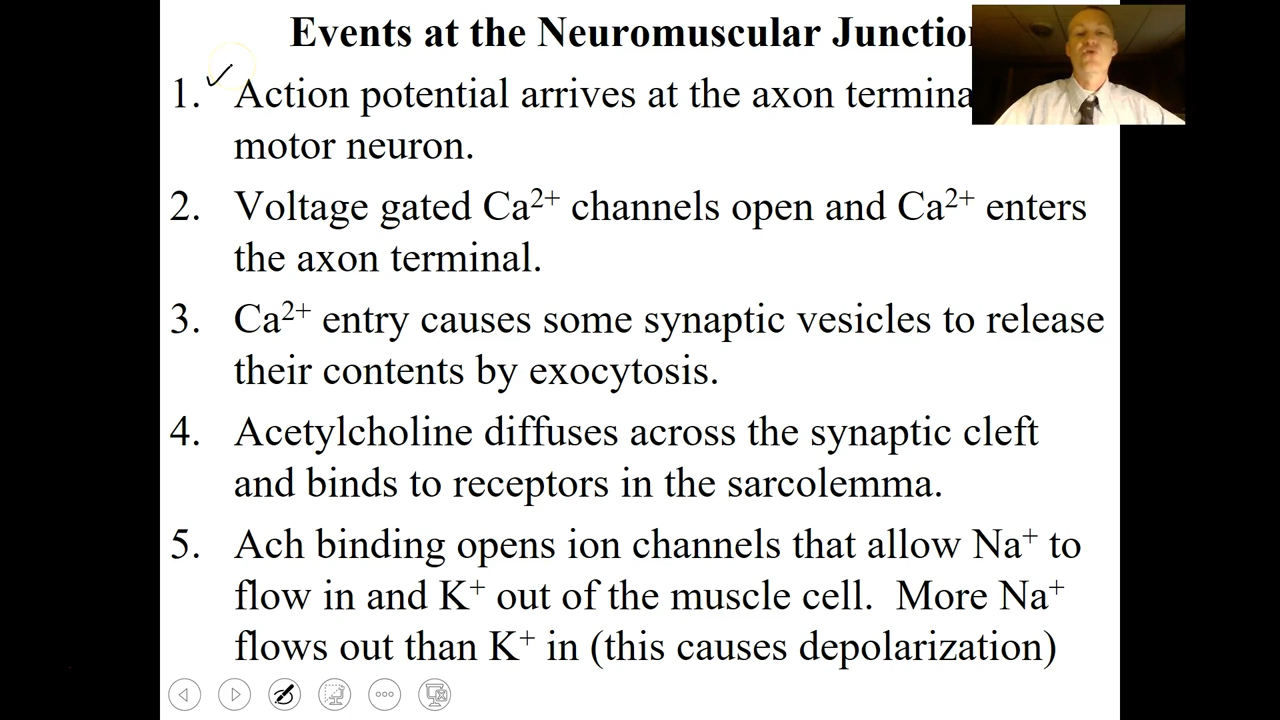 Events at the Neuromuscular Junctio
1. Action potential arrives at the axon termina
motor neuron.
2. Voltage gated Ca²⁺ channels open and Ca²⁺ enters
the axon terminal.
3. Ca²⁺ entry causes some synaptic vesicles to release
their contents by exocytosis.
4. Acetylcholine diffuses across the synaptic cleft
and binds to receptors in the sarcolemma.
5. Ach binding opens ion channels that allow Na⁺ to
flow in and K⁺ out of the muscle cell. More Na⁺
flows out than K⁺ in (this causes depolarization)